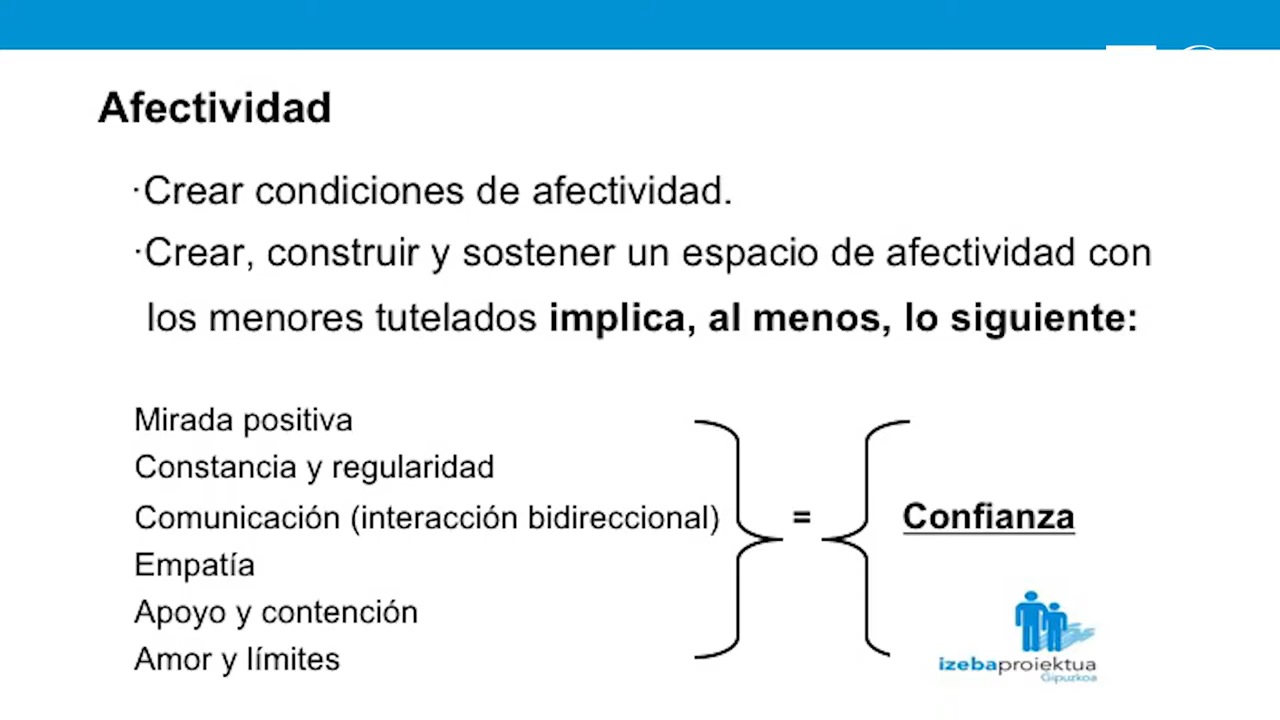 Afectividad
·Crear condiciones de afectividad.
·Crear, construir y sostener un espacio de afectividad con
los menores tutelados implica, al menos, lo siguiente:
Mirada positiva
Constancia y regularidad
Comunicación (interacción bidireccional)
Empatía
Apoyo y contención
Amor y límites
=
Confianza
izebaproiektua
Gipuzkoa